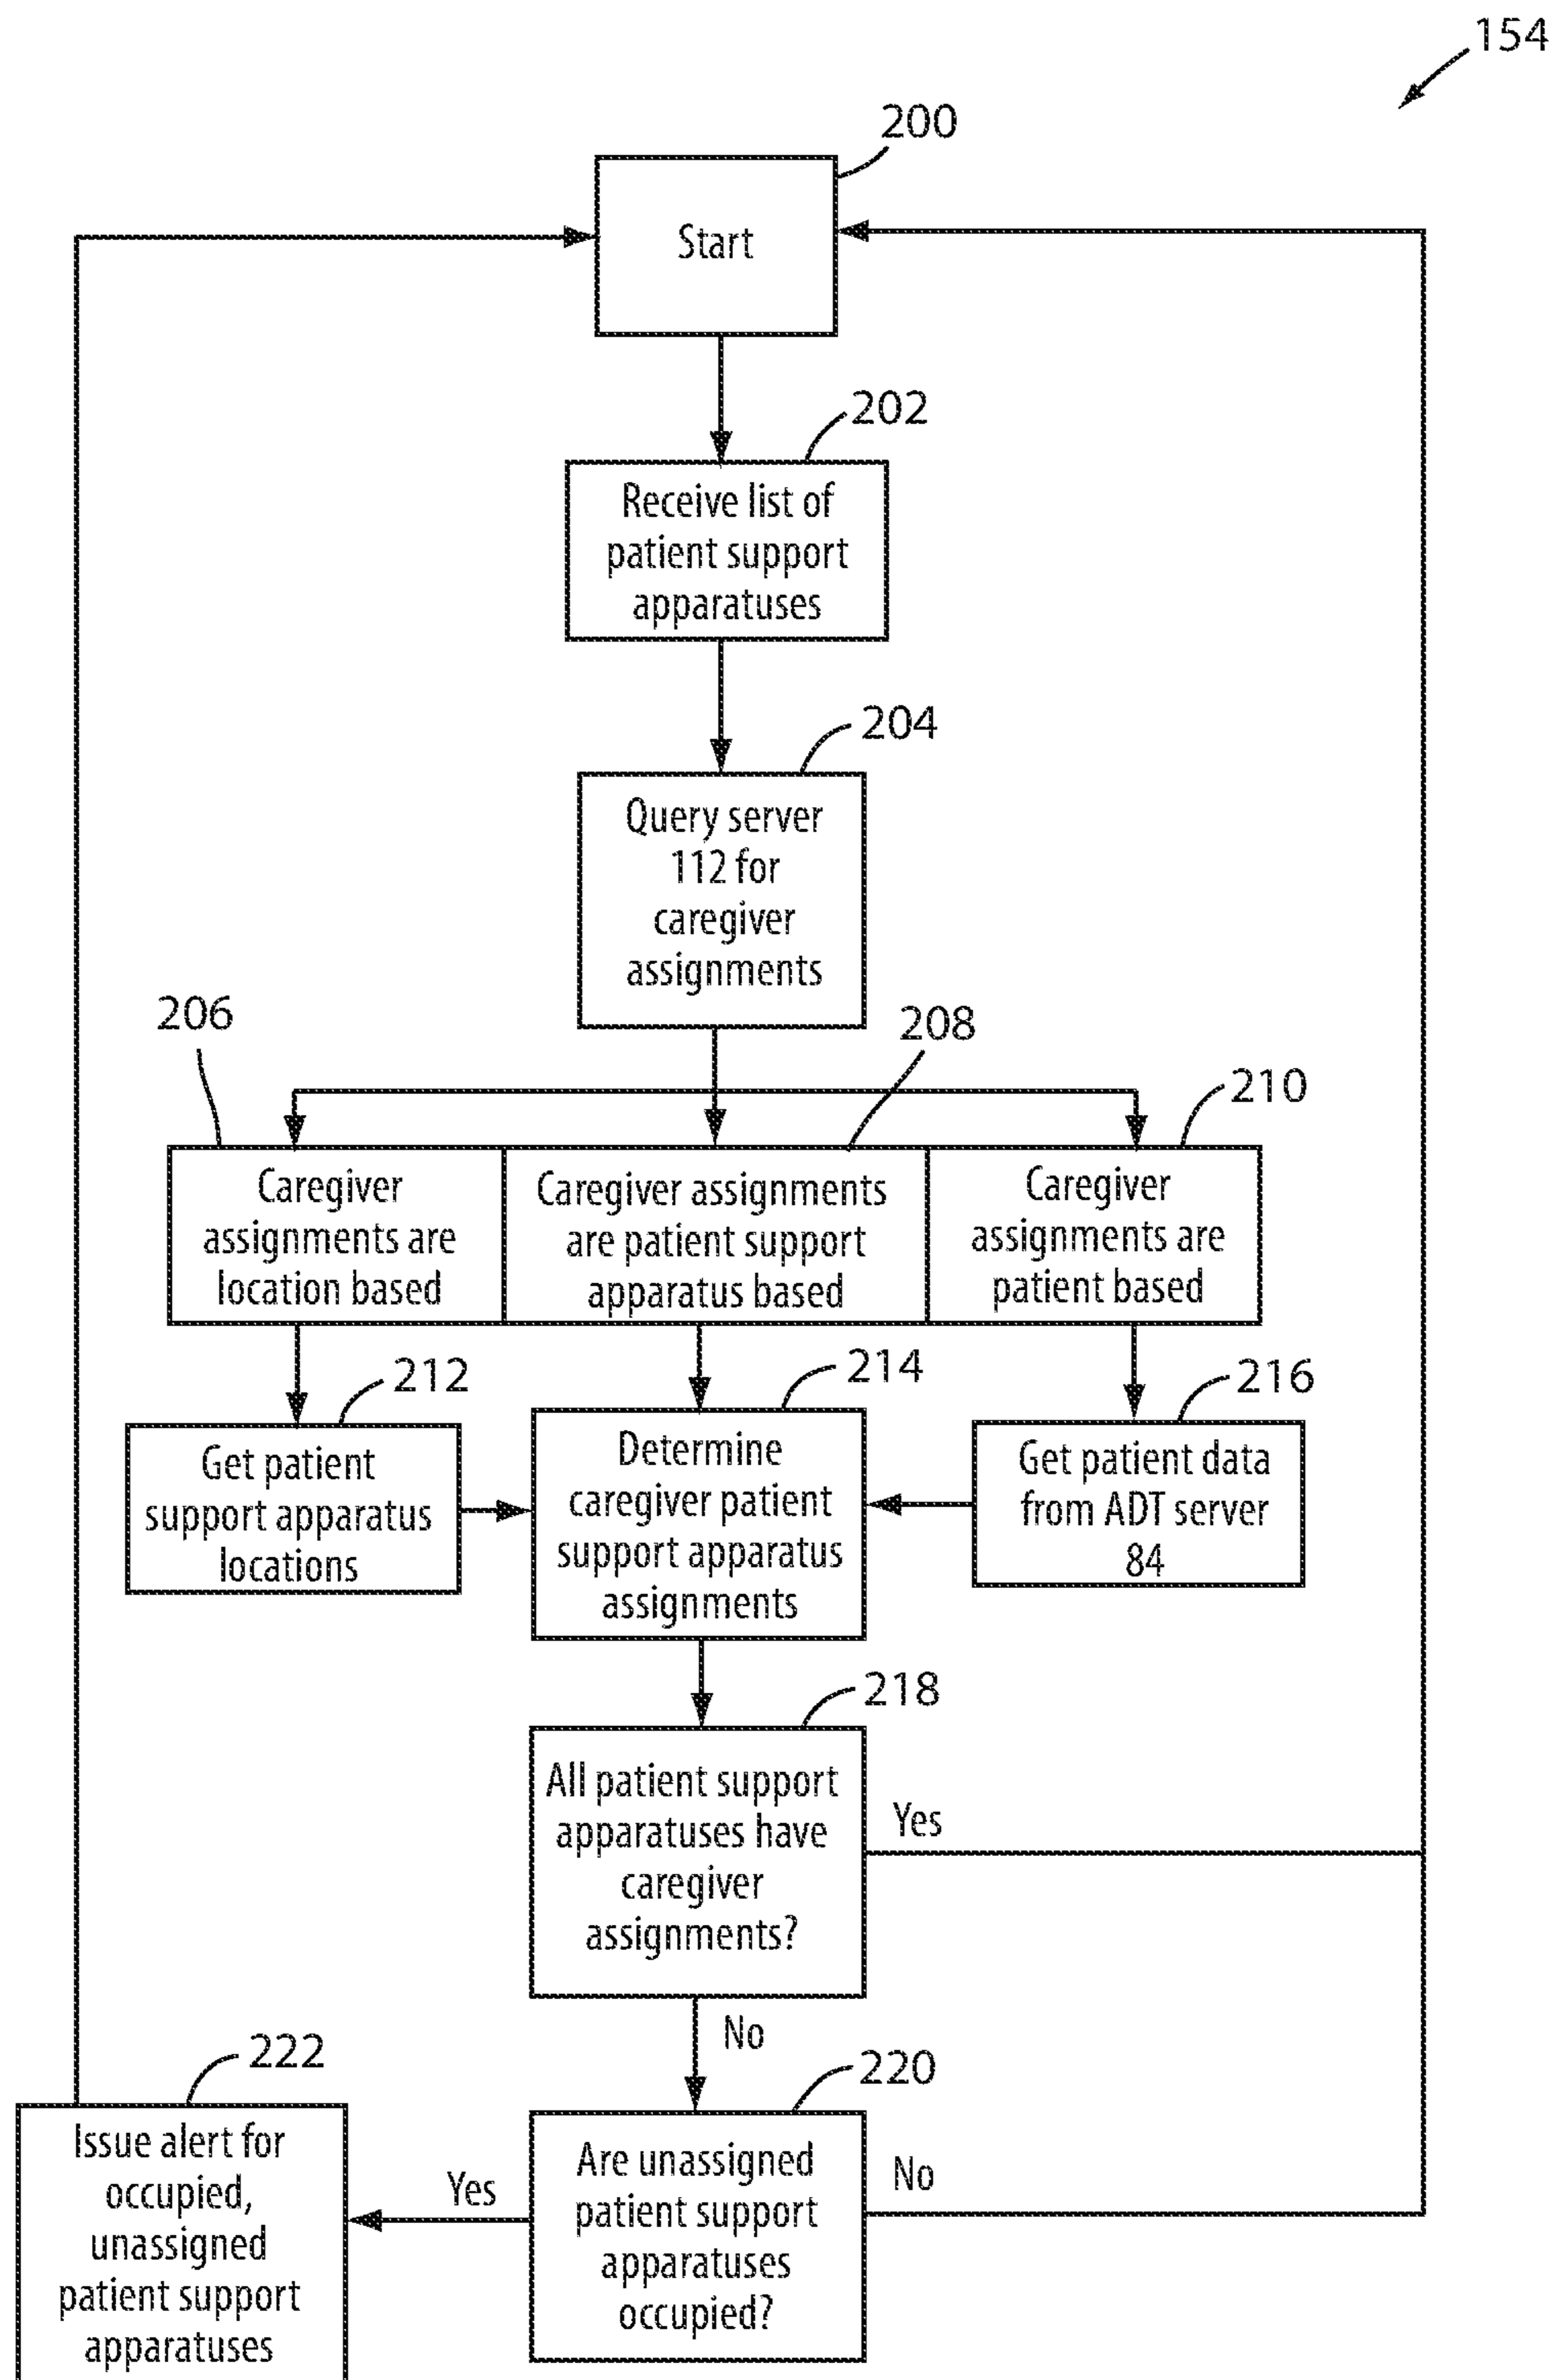 154
200
Start
202
Receive list of
patient support
apparatuses
204
Query server
112 for
caregiver
assignments
206
208
210
Caregiver
assignments are
location based
Caregiver assignments
are patient support
apparatus based
Caregiver
assignments are
patient based
212
214
216
Get patient
support apparatus
locations
Determine
caregiver patient
support apparatus
assignments
Get patient data
from ADT server
84
218
All patient support
apparatuses have
caregiver
assignments?
Yes
No
222
220
Issue alert for
occupied,
unassigned
patient support
apparatuses
Yes
Are unassigned
patient support
apparatuses
occupied?
No